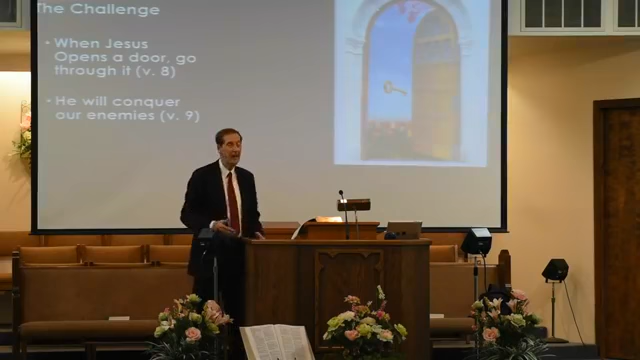 The Challenge
• When Jesus
Opens a door, go
through it (v. 8)
• He will conquer
our enemies (v. 9)